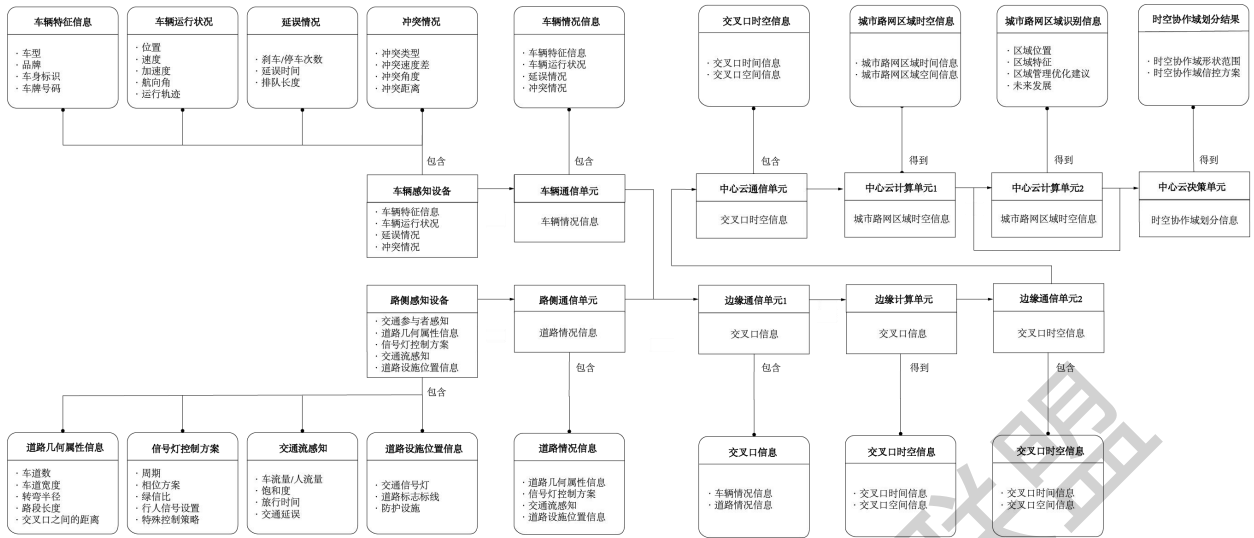 车辆特征信息
· 车型
· 品牌
· 车身标识
· 车牌号码
车辆运行状况
· 位置
· 速度
· 加速度
· 航向角
· 运行轨迹
延误情况
· 刹车/停车次数
· 延误时间
· 排队长度
冲突情况
· 冲突类型
· 冲突速度差
· 冲突角度
· 冲突距离
车辆情况信息
· 车辆特征信息
· 车辆运行状况
· 延误情况
· 冲突情况
交叉口时空信息
· 交叉口时间信息
· 交叉口空间信息
城市路网区域时空信息
· 城市路网区域时间信息
· 城市路网区域空间信息
城市路网区域识别信息
· 区域位置
· 区域特征
· 区域管理优化建议
· 未来发展
时空协作域划分结果
· 时空协作域形状范围
· 时空协作域信控方案
包含
包含
包含
得到
得到
得到
车辆感知设备
· 车辆特征信息
· 车辆运行状况
· 延误情况
· 冲突情况
车辆通信单元
车辆情况信息
中心云通信单元
交叉口时空信息
中心云计算单元1
城市路网区域时空信息
中心云计算单元2
城市路网区域时空信息
中心云决策单元
时空协作域划分信息
路侧感知设备
· 交通参与者感知
· 道路几何属性信息
· 信号灯控制方案
· 交通流感知
· 道路设施位置信息
路侧通信单元
道路情况信息
边缘通信单元1
交叉口信息
边缘计算单元
交叉口信息
边缘通信单元2
交叉口时空信息
包含
包含
包含
得到
包含
道路几何属性信息
· 车道数
· 车道宽度
· 转弯半径
· 路段长度
· 交叉口之间的距离
信号灯控制方案
· 周期
· 相位方案
· 绿信比
· 行人信号设置
· 特殊控制策略
交通流感知
· 车流量/人流量
· 饱和度
· 旅行时间
· 交通延误
道路设施位置信息
· 交通信号灯
· 道路标志标线
· 防护设施
道路情况信息
· 道路几何属性信息
· 信号灯控制方案
· 交通流感知
· 道路设施位置信息
交叉口信息
· 车辆情况信息
· 道路情况信息
交叉口时空信息
· 交叉口时间信息
· 交叉口空间信息
交叉口时空信息
· 交叉口时间信息
· 交叉口空间信息
联盟